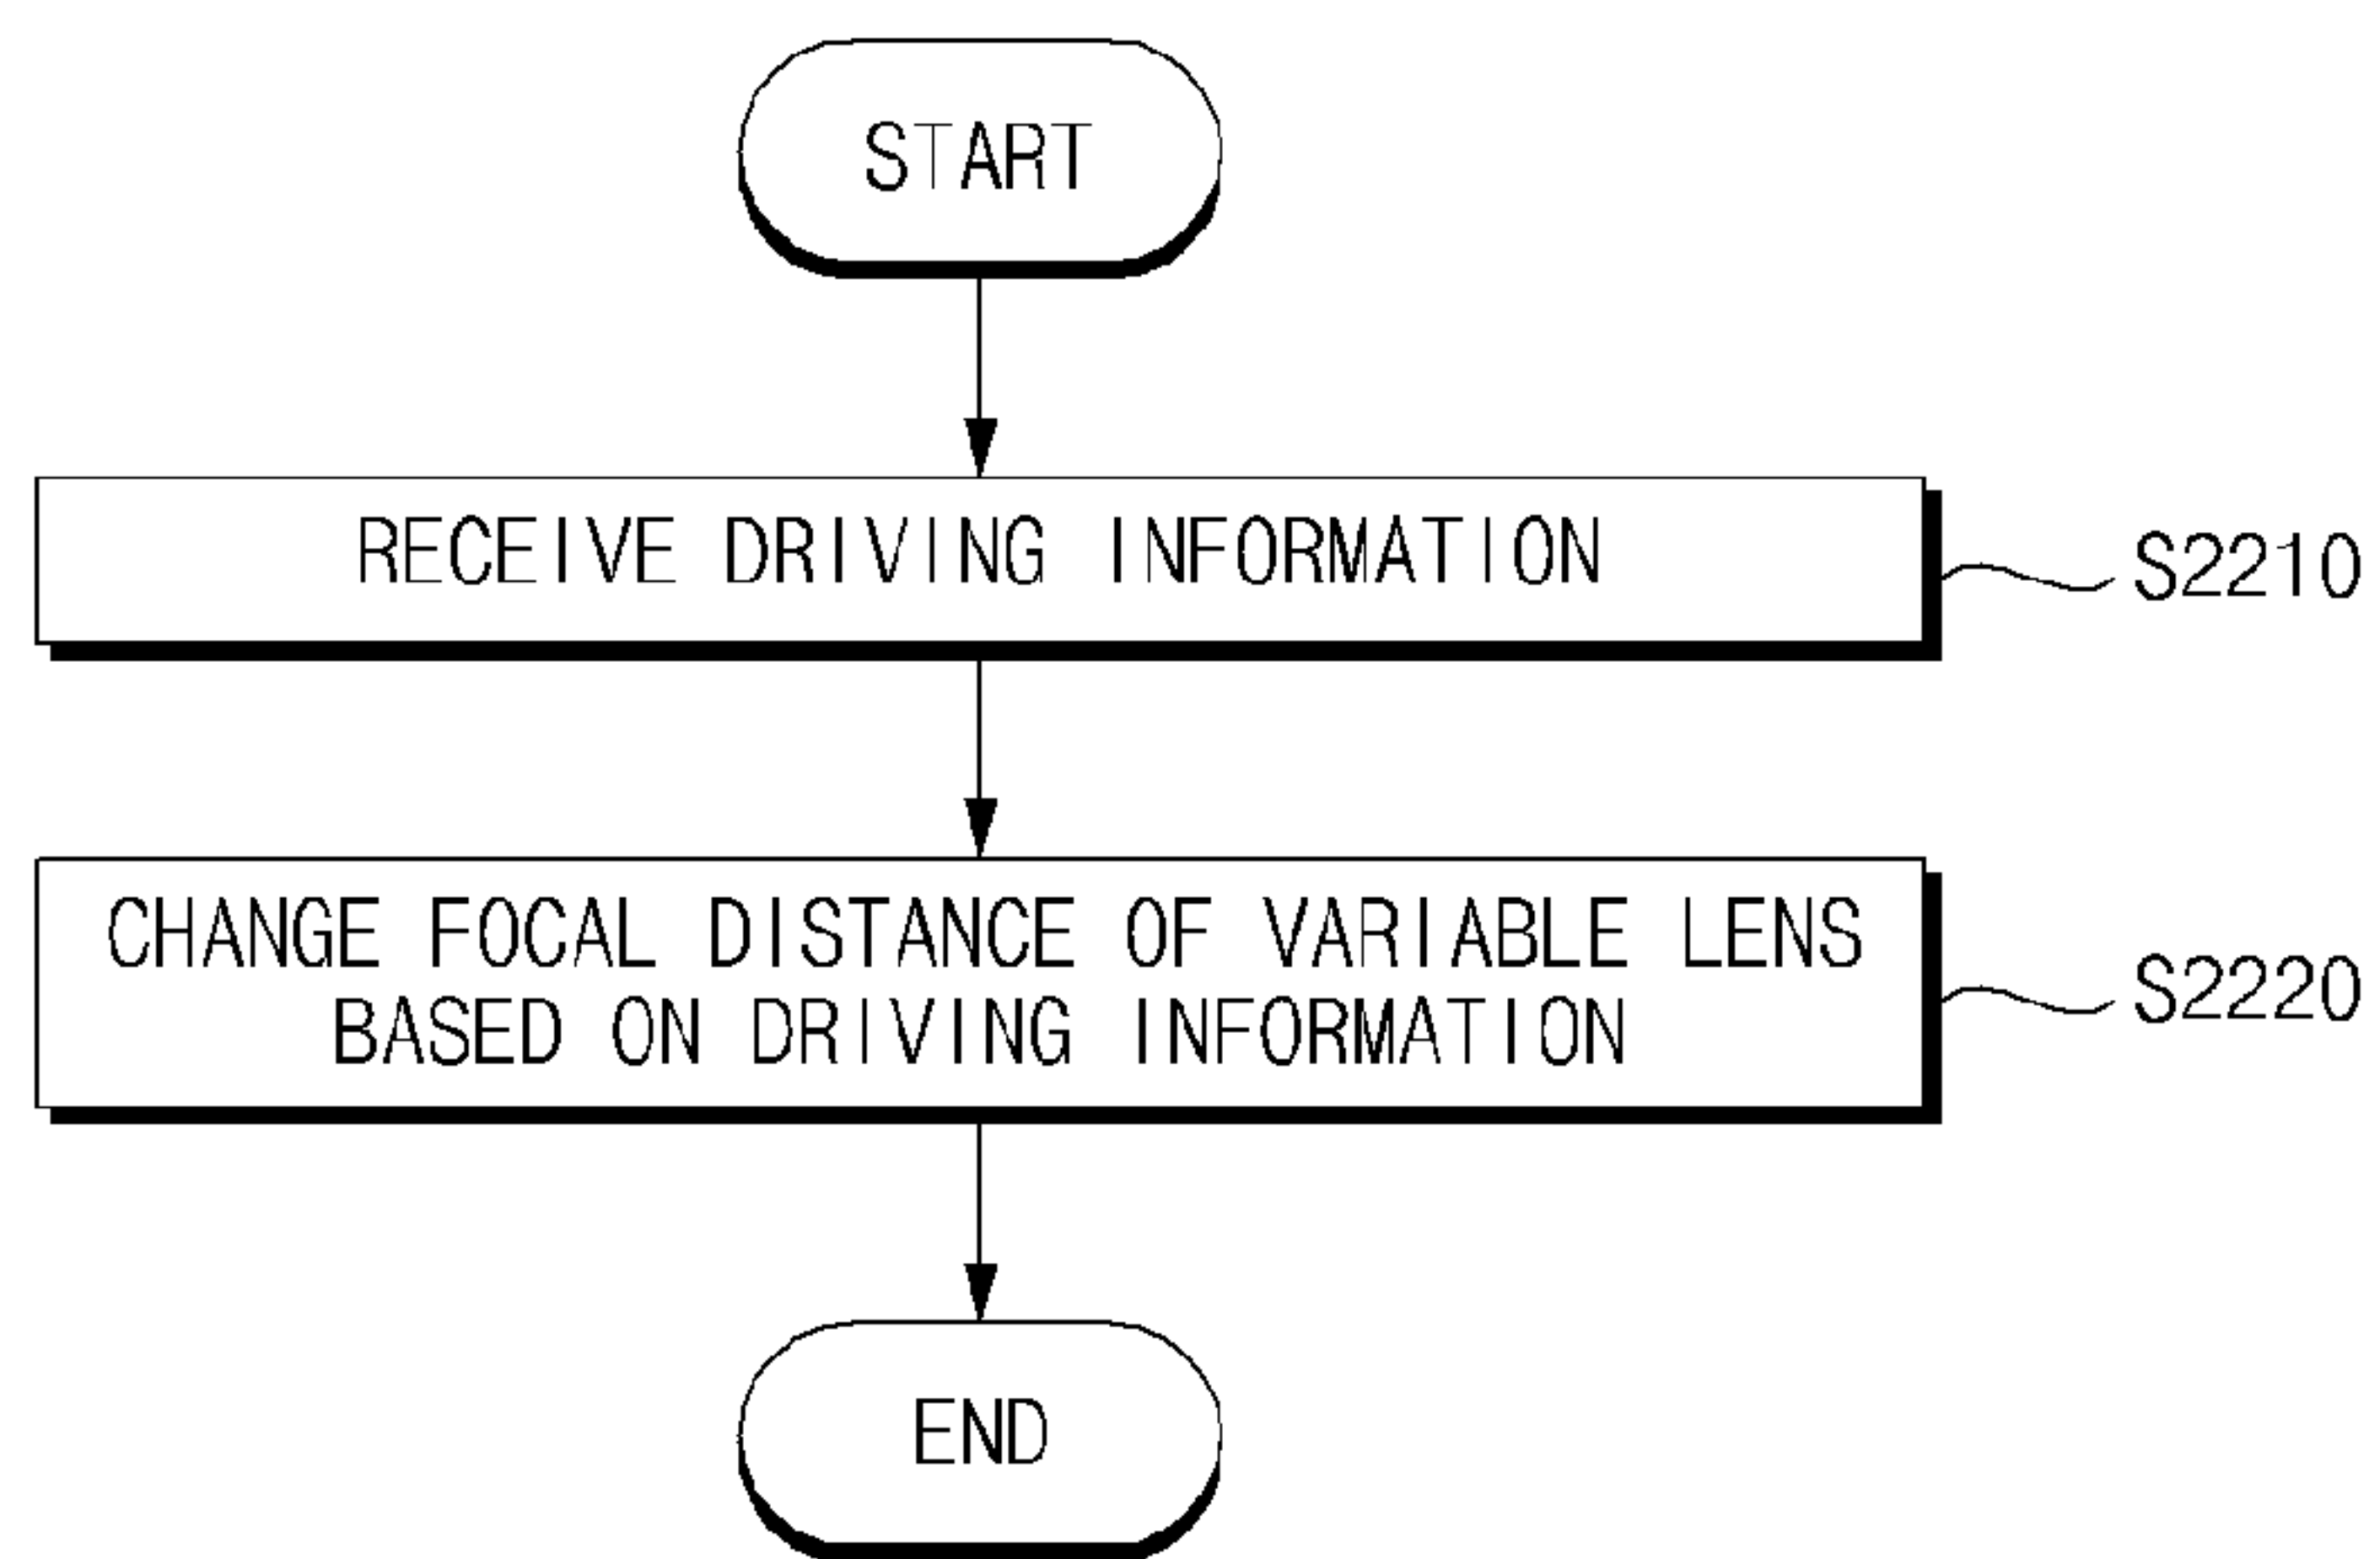 START
RECEIVE DRIVING INFORMATION
S2210
CHANGE FOCAL DISTANCE OF VARIABLE LENS
BASED ON DRIVING INFORMATION
S2220
END